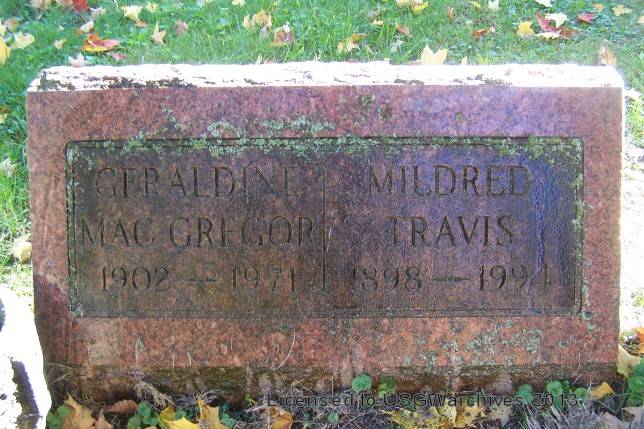 GERALDINE
MAC GREGOR
1902 — 1971
MILDRED
TRAVIS
1898 — 1994
Licensed to USGWarchives 2013